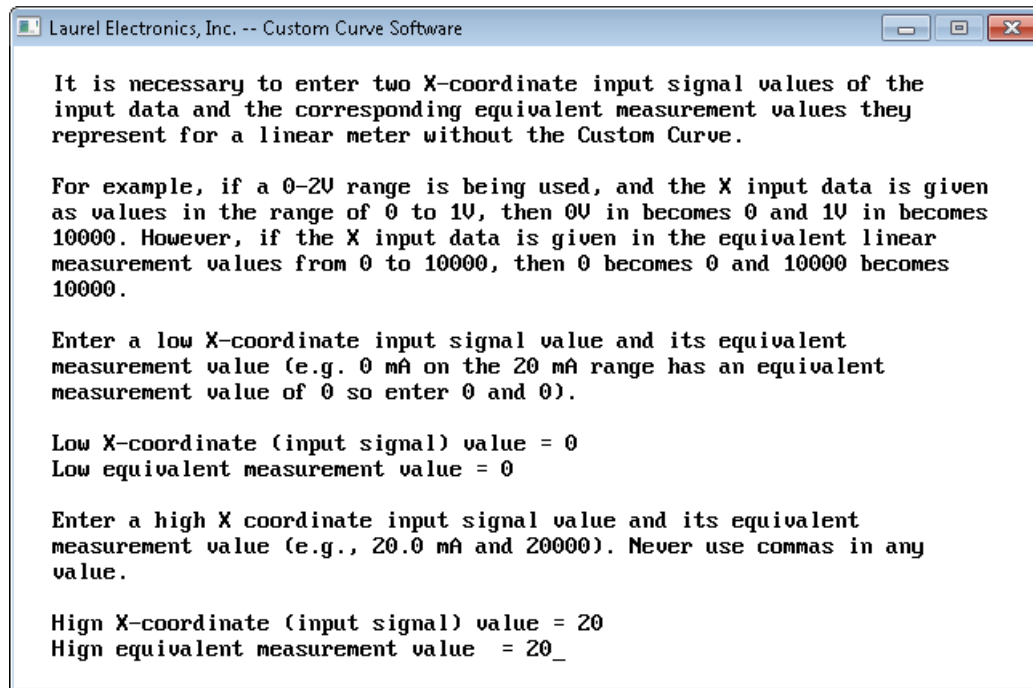 Laurel Electronics, Inc. -- Custom Curve Software
It is necessary to enter two X-coordinate input signal values of the
input data and the corresponding equivalent measurement values they
represent for a linear meter without the Custom Curve.
For example, if a 0-2V range is being used, and the X input data is given
as values in the range of 0 to 1V, then 0V in becomes 0 and 1V in becomes
10000. However, if the X input data is given in the equivalent linear
measurement values from 0 to 10000, then 0 becomes 0 and 10000 becomes
10000.
Enter a low X-coordinate input signal value and its equivalent
measurement value (e.g. 0 mA on the 20 mA range has an equivalent
measurement value of 0 so enter 0 and 0).
Low X-coordinate (input signal) value = 0
Low equivalent measurement value = 0
Enter a high X coordinate input signal value and its equivalent
measurement value (e.g., 20.0 mA and 20000). Never use commas in any
value.
Hign X-coordinate (input signal) value = 20
Hign equivalent measurement value  = 20_